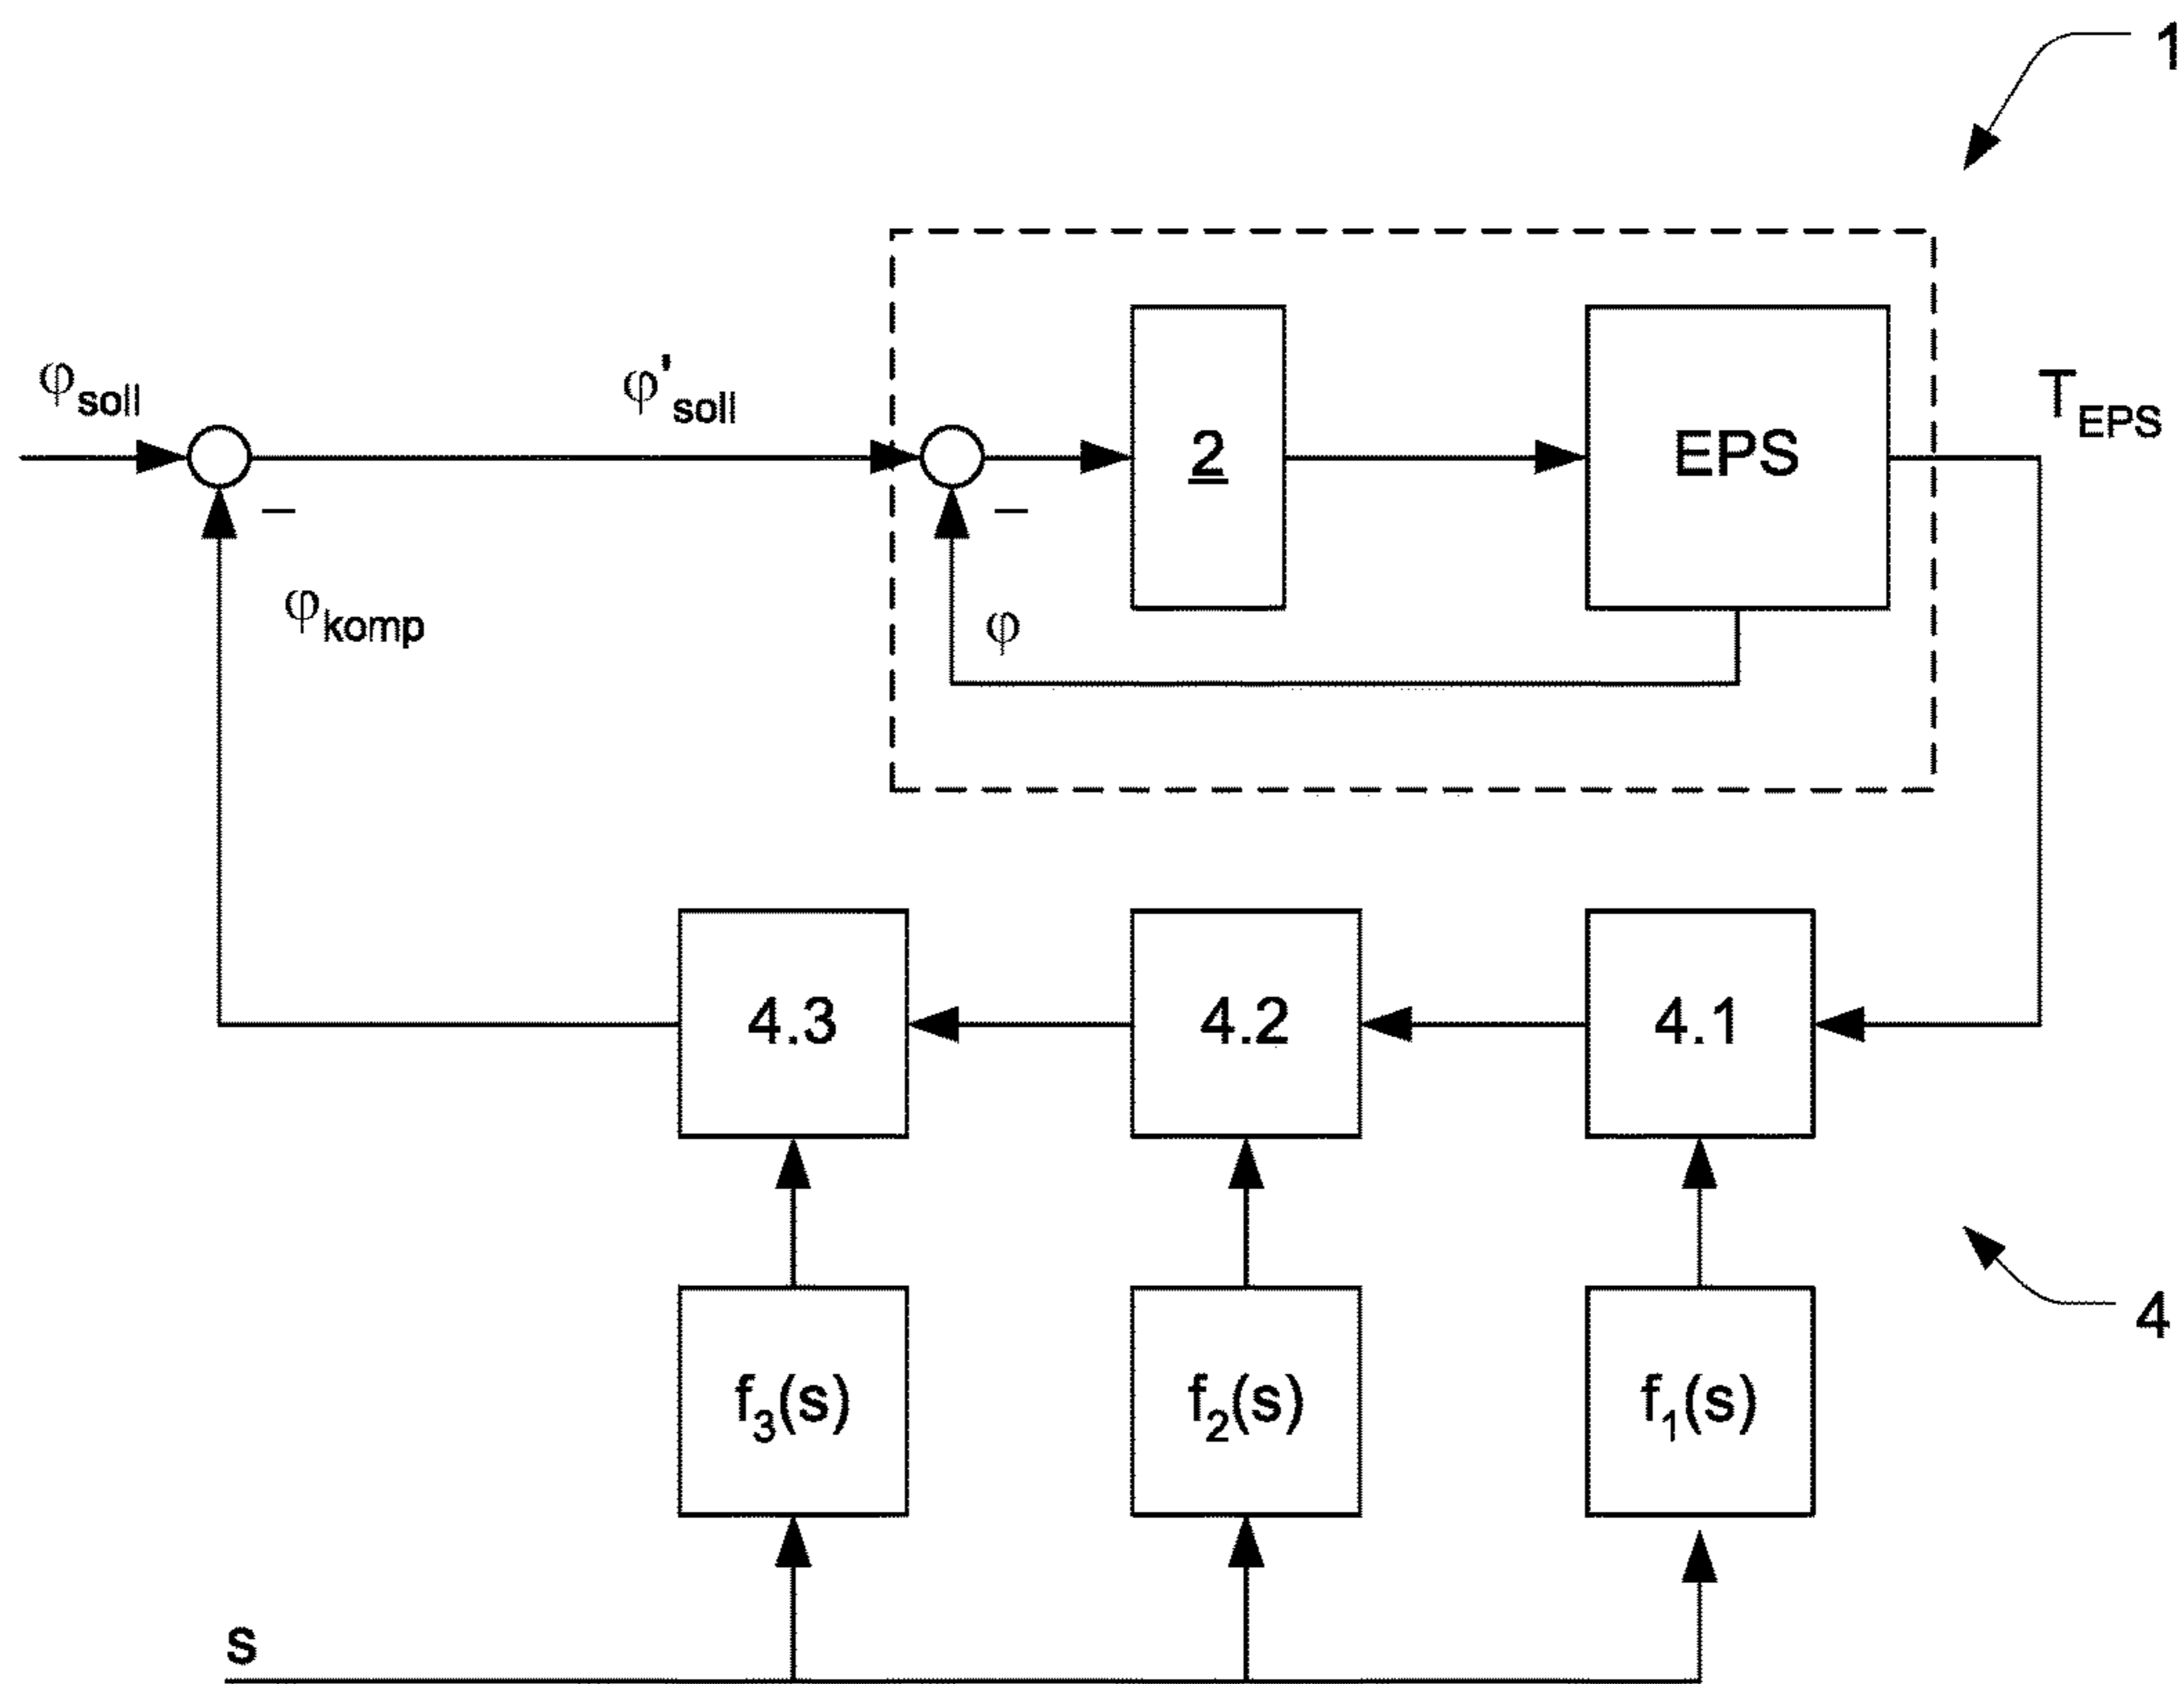 1
φsoll
φ'soll
2
EPS
TEPS
–
–
φkomp
φ
4.3
4.2
4.1
4
f3(s)
f2(s)
f1(s)
s